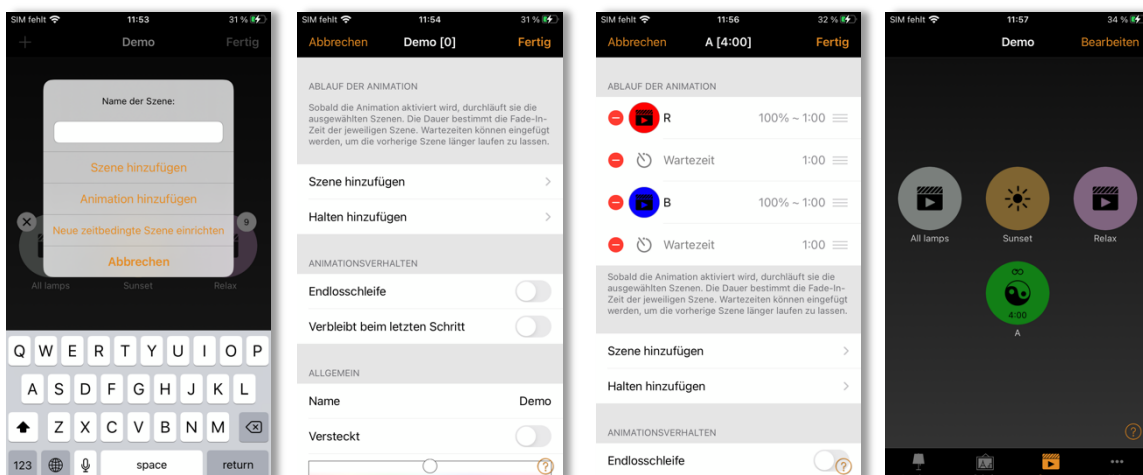 SIM fehlt 11:53 31 %
Demo Fertig
Name der Szene:
Szene hinzufügen
Animation hinzufügen
Neue zeitbedingte Szene einrichten
9
Abbrechen
All lamps Sunset Relax
Q W E R T Y U I O P
A S D F G H J K L
Z X C V B N M
123 space return
SIM fehlt 11:54 31 %
Abbrechen Demo [0] Fertig
ABLAUF DER ANIMATION
Sobald die Animation aktiviert wird, durchläuft sie die
ausgewählten Szenen. Die Dauer bestimmt die Fade-In-
Zeit der jeweiligen Szene. Wartezeiten können eingefügt
werden, um die vorherige Szene länger laufen zu lassen.
Szene hinzufügen
Halten hinzufügen
ANIMATIONSVERHALTEN
Endlosschleife
Verbleibt beim letzten Schritt
ALLGEMEIN
Name Demo
Versteckt
?
SIM fehlt 11:56 32 %
Abbrechen A [4:00] Fertig
ABLAUF DER ANIMATION
R 100% ~ 1:00
Wartezeit 1:00
B 100% ~ 1:00
Wartezeit 1:00
Sobald die Animation aktiviert wird, durchläuft sie die
ausgewählten Szenen. Die Dauer bestimmt die Fade-In-
Zeit der jeweiligen Szene. Wartezeiten können eingefügt
werden, um die vorherige Szene länger laufen zu lassen.
Szene hinzufügen
Halten hinzufügen
ANIMATIONSVERHALTEN
Endlosschleife
?
SIM fehlt 11:57 34 %
Demo Bearbeiten
All lamps Sunset Relax
∞
4:00
A
?